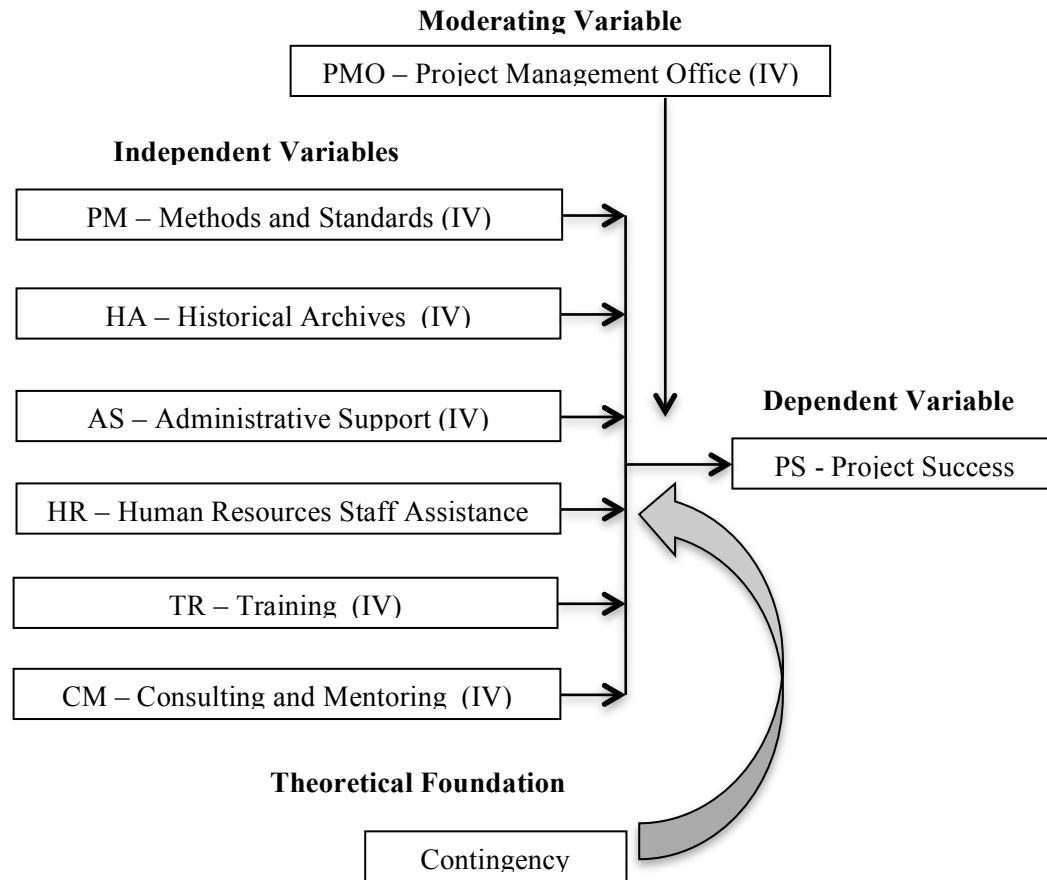 Moderating Variable
PMO – Project Management Office (IV)
Independent Variables
PM – Methods and Standards (IV)
HA – Historical Archives (IV)
AS – Administrative Support (IV)
Dependent Variable
PS - Project Success
HR – Human Resources Staff Assistance
TR – Training (IV)
CM – Consulting and Mentoring (IV)
Theoretical Foundation
Contingency